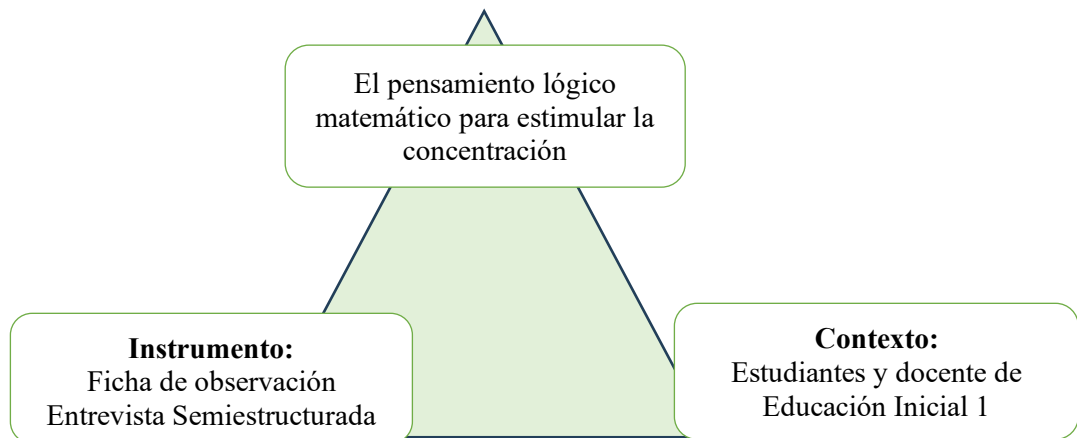 El pensamiento lógico
matemático para estimular la
concentración
Instrumento:
Ficha de observación
Entrevista Semiestructurada
Contexto:
Estudiantes y docente de
Educación Inicial 1